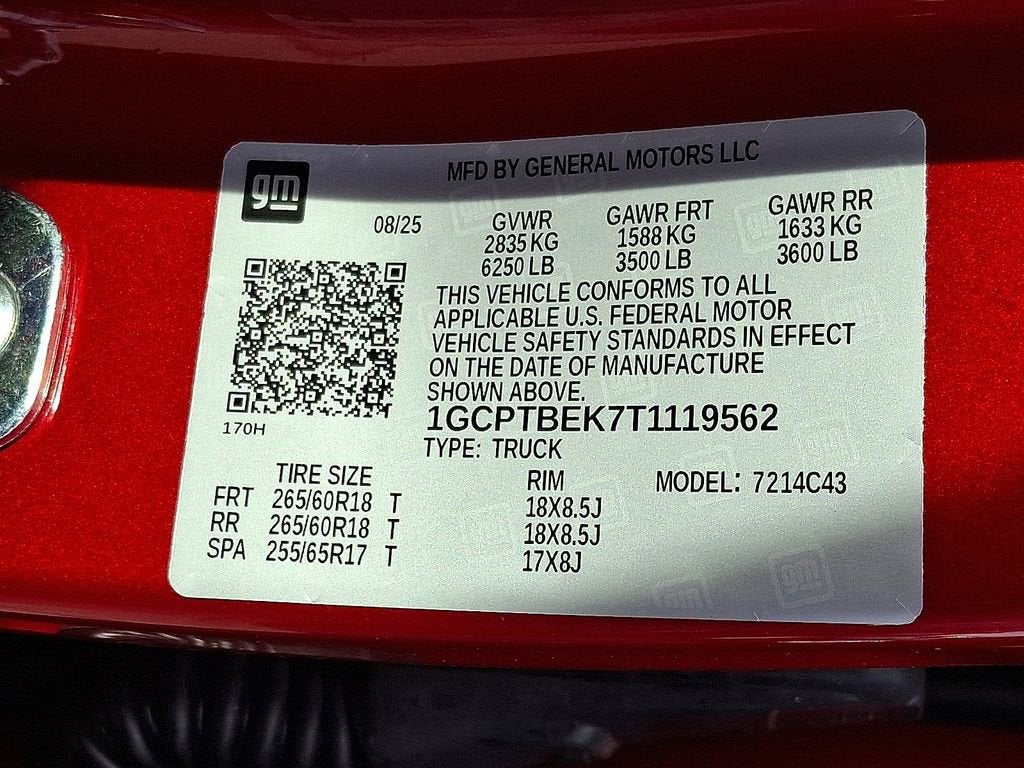 MFD BY GENERAL MOTORS LLC
gm
08/25 GVWR GAWR FRT GAWR RR
2835 KG 1588 KG 1633 KG
6250 LB 3500 LB 3600 LB
THIS VEHICLE CONFORMS TO ALL
APPLICABLE U.S. FEDERAL MOTOR
VEHICLE SAFETY STANDARDS IN EFFECT
ON THE DATE OF MANUFACTURE
SHOWN ABOVE.
170H
1GCPTBEK7T1119562
TYPE: TRUCK
TIRE SIZE RIM MODEL: 7214C43
FRT 265/60R18 T 18X8.5J
RR 265/60R18 T 18X8.5J
SPA 255/65R17 T 17X8J